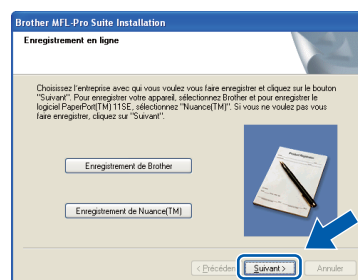 Brother MFL-Pro Suite Installation
Enregistrement en ligne
Choisissez l'entreprise avec qui vous voulez vous faire enregistrer et cliquez sur le bouton
"Suivant". Pour enregistrer votre appareil, sélectionnez Brother et pour enregistrer le
logiciel PaperPort(TM) 11SE, sélectionnez "Nuance(TM)". Si vous ne voulez pas vous
faire enregistrer, cliquez sur "Suivant".
Enregistrement de Brother
Enregistrement de Nuance(TM)
< Précéden Suivant > Annuler